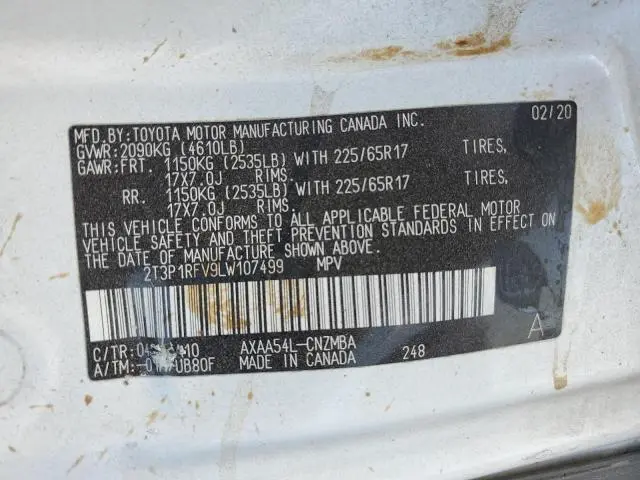 MFD. BY: TOYOTA MOTOR MANUFACTURING CANADA INC. 02/20
GVWR: 2090KG (4610LB)
GAWR: FRT. 1150KG (2535LB) WITH 225/65R17 TIRES,
17X7.0J RIMS.
RR. 1150KG (2535LB) WITH 225/65R17 TIRES,
17X7.0J RIMS.
THIS VEHICLE CONFORMS TO ALL APPLICABLE FEDERAL MOTOR
VEHICLE SAFETY AND THEFT PREVENTION STANDARDS IN EFFECT ON
THE DATE OF MANUFACTURE SHOWN ABOVE.
2T3P1RFV9LW107499 MPV
C/TR: AXAA54L-CNZMBA A
A/TM: UB80F MADE IN CANADA 248